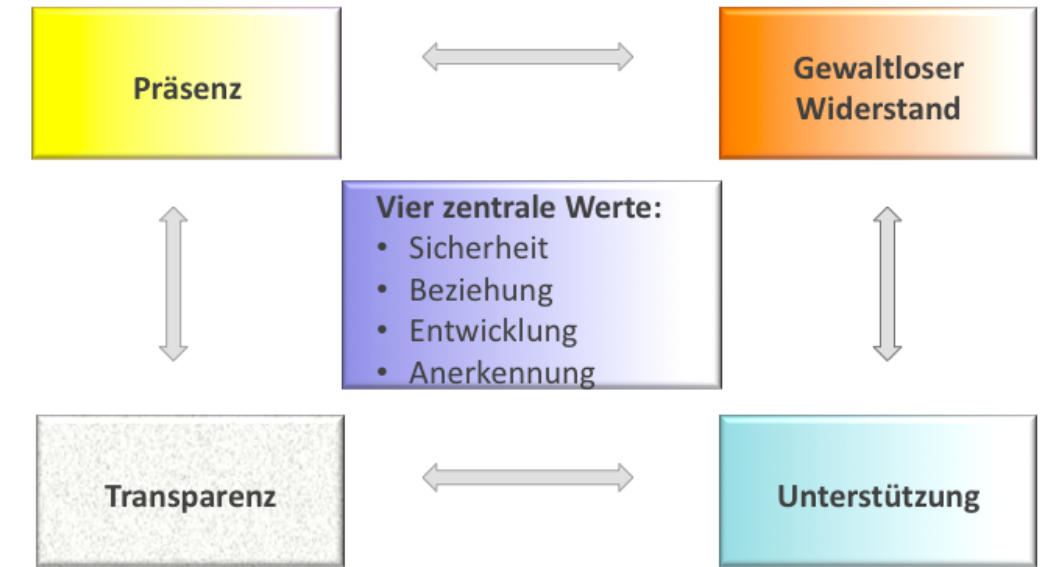 Präsenz
Gewaltloser
Widerstand
Vier zentrale Werte:
• Sicherheit
• Beziehung
• Entwicklung
• Anerkennung
Transparenz
Unterstützung